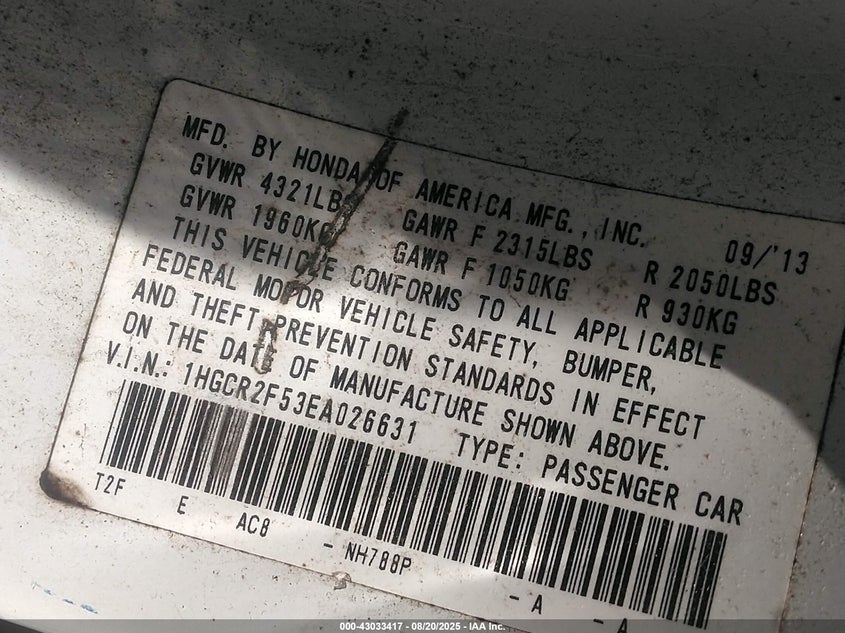 MFD. BY HONDA OF AMERICA MFG., INC. 09/'13
GVWR 4321LBS GAWR F 2315LBS R 2050LBS
GVWR 1960KG GAWR F 1050KG R 930KG
THIS VEHICLE CONFORMS TO ALL APPLICABLE
FEDERAL MOTOR VEHICLE SAFETY, BUMPER,
AND THEFT PREVENTION STANDARDS IN EFFECT
ON THE DATE OF MANUFACTURE SHOWN ABOVE.
V.I.N.: 1HGCR2F53EA026631 TYPE: PASSENGER CAR
T2F E AC8 - NH788P - A - A
000-43033417 - 08/20/2025 - IAA Inc.